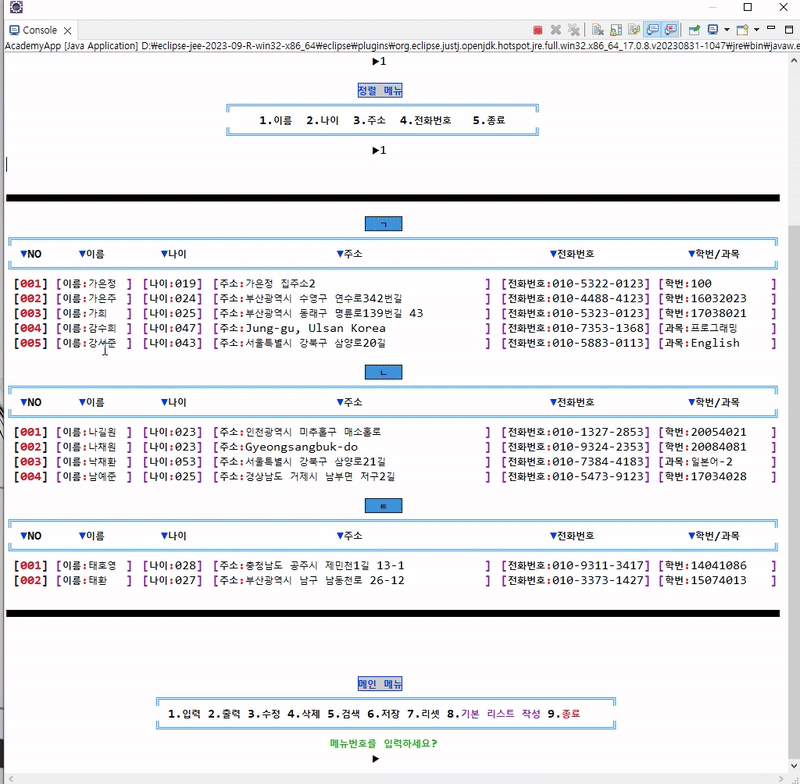 Console
AcademyApp [Java Application] D:₩eclipse-jee-2023-09-R-win32-x86_64₩eclipse₩plugins₩org.eclipse.justj.openjdk.hotspot.jre.full.win32.x86_64_17.0.8.v20230831-1047₩jre₩bin₩javaw.e
▶1
정렬 메뉴
1.이름 2.나이 3.주소 4.전화번호 5.종료
▶1
ㄱ
▼NO ▼이름 ▼나이 ▼주소 ▼전화번호 ▼학번/과목
[001] [이름:가은정 ] [나이:019] [주소:가은정 집주소2 ] [전화번호:010-5322-0123] [학번:100 ]
[002] [이름:가은주 ] [나이:024] [주소:부산광역시 수영구 연수로342번길 ] [전화번호:010-4488-4123] [학번:16032023 ]
[003] [이름:가희 ] [나이:025] [주소:부산광역시 동래구 명륜로139번길 43 ] [전화번호:010-5323-0123] [학번:17038021 ]
[004] [이름:감수희 ] [나이:047] [주소:Jung-gu, Ulsan Korea ] [전화번호:010-7353-1368] [과목:프로그래밍 ]
[005] [이름:강서준 ] [나이:043] [주소:서울특별시 강북구 삼양로20길 ] [전화번호:010-5883-0113] [과목:English ]
ㄴ
▼NO ▼이름 ▼나이 ▼주소 ▼전화번호 ▼학번/과목
[001] [이름:나길원 ] [나이:023] [주소:인천광역시 미추홀구 매소홀로 ] [전화번호:010-1327-2853] [학번:20054021 ]
[002] [이름:나재원 ] [나이:023] [주소:Gyeongsangbuk-do ] [전화번호:010-9324-2353] [학번:20084081 ]
[003] [이름:낙재환 ] [나이:053] [주소:서울특별시 강북구 삼양로21길 ] [전화번호:010-7384-4183] [과목:일본어-2 ]
[004] [이름:남예준 ] [나이:025] [주소:경상남도 거제시 남부면 저구2길 ] [전화번호:010-5473-9123] [학번:17034028 ]
ㅌ
▼NO ▼이름 ▼나이 ▼주소 ▼전화번호 ▼학번/과목
[001] [이름:태호영 ] [나이:028] [주소:충청남도 공주시 제민천1길 13-1 ] [전화번호:010-9311-3417] [학번:14041086 ]
[002] [이름:태환 ] [나이:027] [주소:부산광역시 남구 남동천로 26-12 ] [전화번호:010-3373-1427] [학번:15074013 ]
메인 메뉴
1.입력 2.출력 3.수정 4.삭제 5.검색 6.저장 7.리셋 8.기본 리스트 작성 9.종료
메뉴번호를 입력하세요?
▶